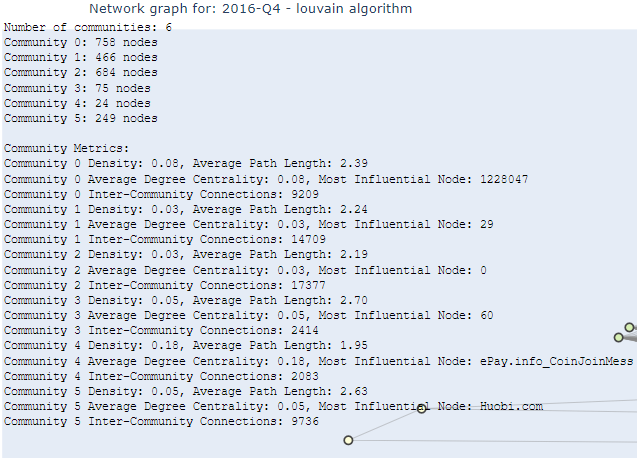 Network graph for: 2016-Q4 - louvain algorithm
Number of communities: 6
Community 0: 758 nodes
Community 1: 466 nodes
Community 2: 684 nodes
Community 3: 75 nodes
Community 4: 24 nodes
Community 5: 249 nodes
Community Metrics:
Community 0 Density: 0.08, Average Path Length: 2.39
Community 0 Average Degree Centrality: 0.08, Most Influential Node: 1228047
Community 0 Inter-Community Connections: 9209
Community 1 Density: 0.03, Average Path Length: 2.24
Community 1 Average Degree Centrality: 0.03, Most Influential Node: 29
Community 1 Inter-Community Connections: 14709
Community 2 Density: 0.03, Average Path Length: 2.19
Community 2 Average Degree Centrality: 0.03, Most Influential Node: 0
Community 2 Inter-Community Connections: 17377
Community 3 Density: 0.05, Average Path Length: 2.70
Community 3 Average Degree Centrality: 0.05, Most Influential Node: 60
Community 3 Inter-Community Connections: 2414
Community 4 Density: 0.18, Average Path Length: 1.95
Community 4 Average Degree Centrality: 0.18, Most Influential Node: ePay.info_CoinJoinMess
Community 4 Inter-Community Connections: 2083
Community 5 Density: 0.05, Average Path Length: 2.63
Community 5 Average Degree Centrality: 0.05, Most Influential Node: Huobi.com
Community 5 Inter-Community Connections: 9736